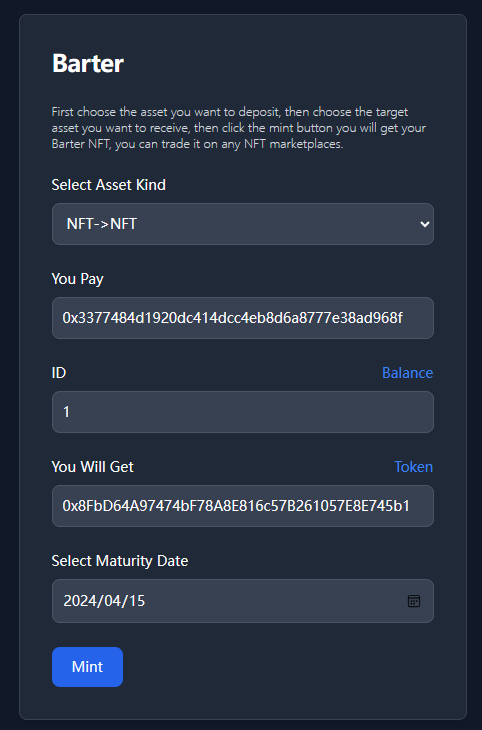 Barter
First choose the asset you want to deposit, then choose the target
asset you want to receive, then click the mint button you will get your
Barter NFT, you can trade it on any NFT marketplaces.
Select Asset Kind
NFT->NFT
You Pay
0x3377484d1920dc414dcc4eb8d6a8777e38ad968f
ID Balance
1
You Will Get Token
0x8FbD64A97474bF78A8E816c57B261057E8E745b1
Select Maturity Date
2024/04/15
Mint